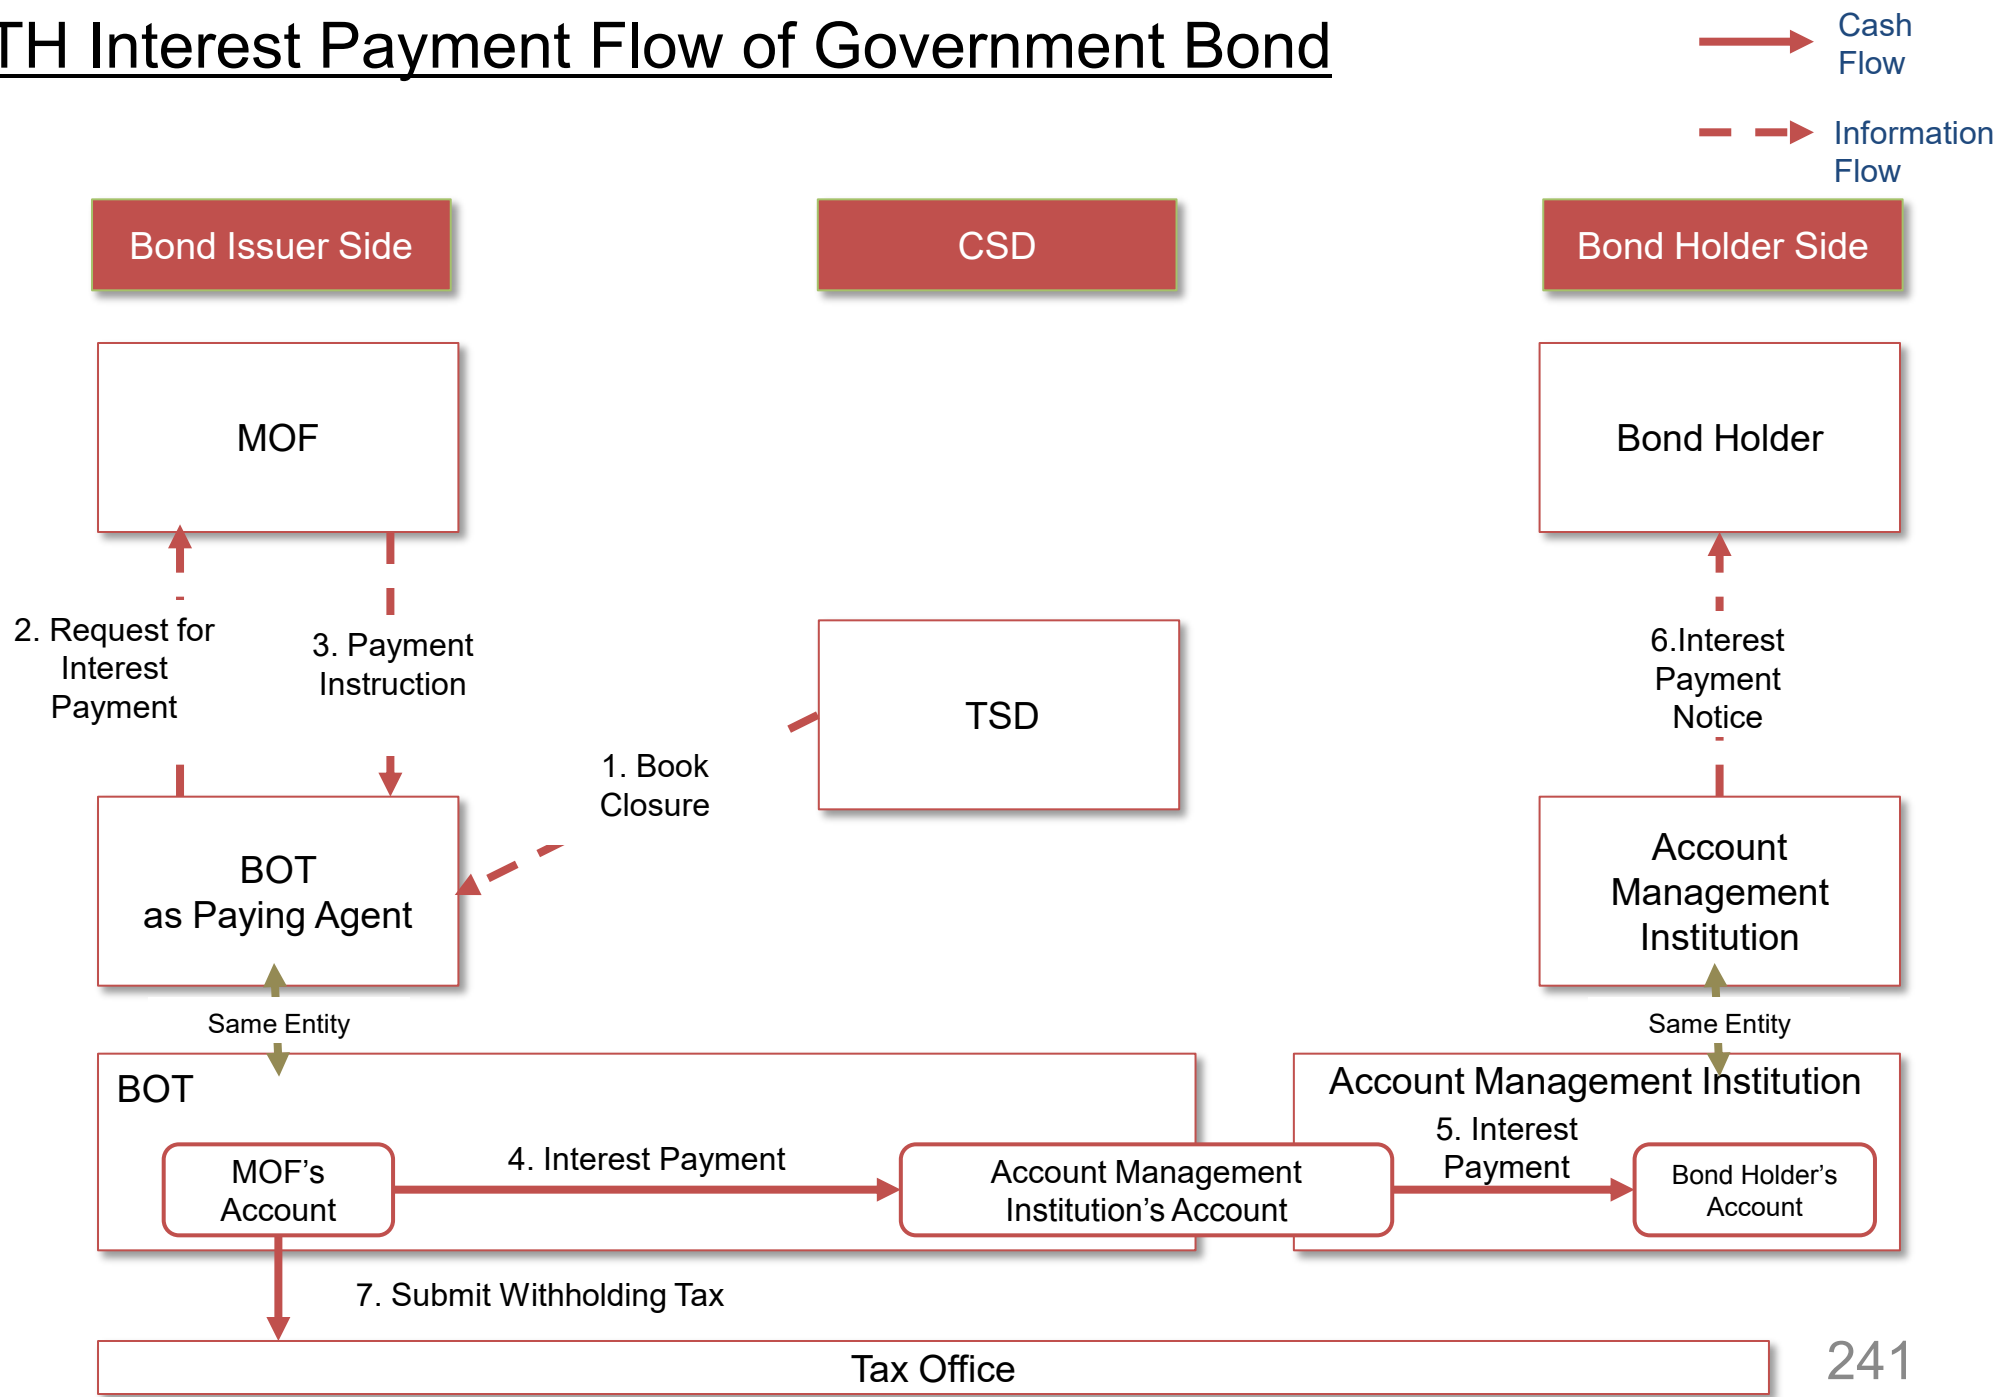 TH Interest Payment Flow of Government Bond
Cash
Flow
Information
Flow
Bond Issuer Side
CSD
Bond Holder Side
MOF
Bond Holder
2. Request for
Interest
Payment
3. Payment
Instruction
6.Interest
Payment
Notice
TSD
1. Book
Closure
BOT
as Paying Agent
Account
Management
Institution
Same Entity
Same Entity
BOT
Account Management Institution
MOF’s
Account
4. Interest Payment
Account Management
Institution’s Account
5. Interest
Payment
Bond Holder’s
Account
7. Submit Withholding Tax
Tax Office
241